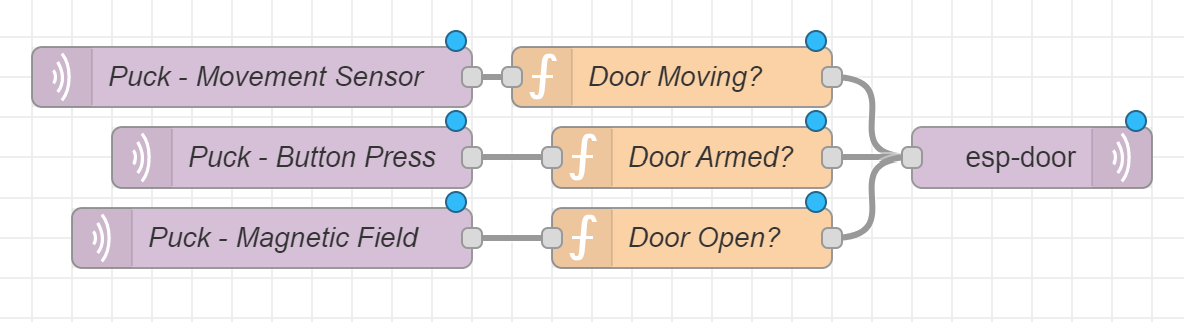 Puck - Movement Sensor
Door Moving?
Puck - Button Press
Door Armed?
esp-door
Puck - Magnetic Field
Door Open?